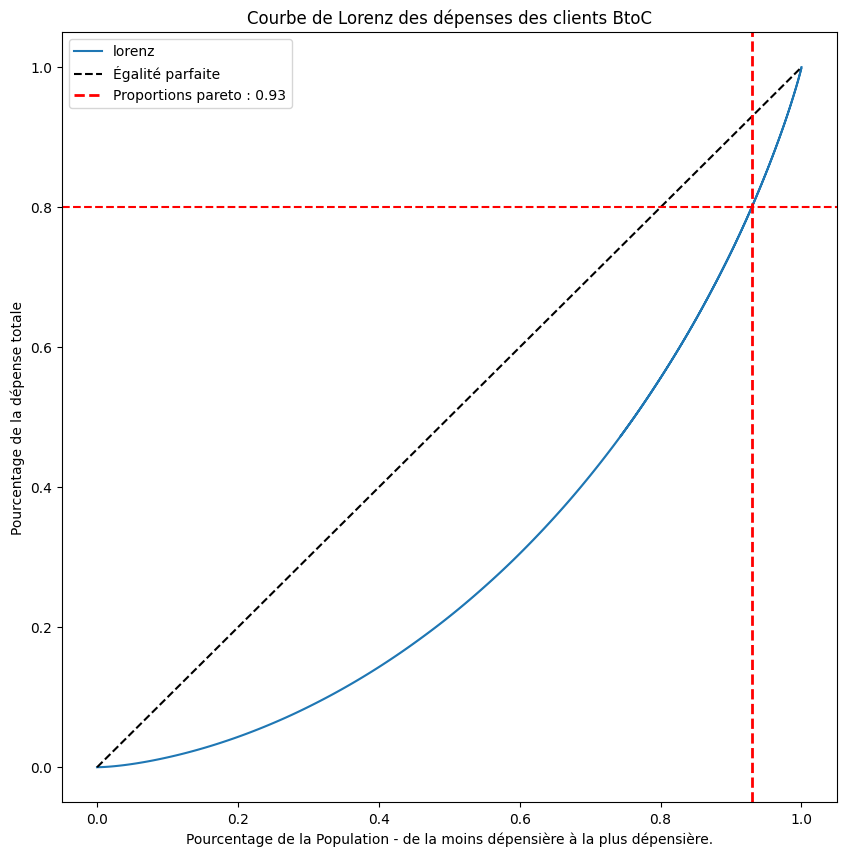 Courbe de Lorenz des dépenses des clients BtoC
lorenz
Égalité parfaite
Proportions pareto : 0.93
1.0
0.8
0.6
0.4
0.2
0.0
Pourcentage de la dépense totale
0.0 0.2 0.4 0.6 0.8 1.0
Pourcentage de la Population - de la moins dépensière à la plus dépensière.